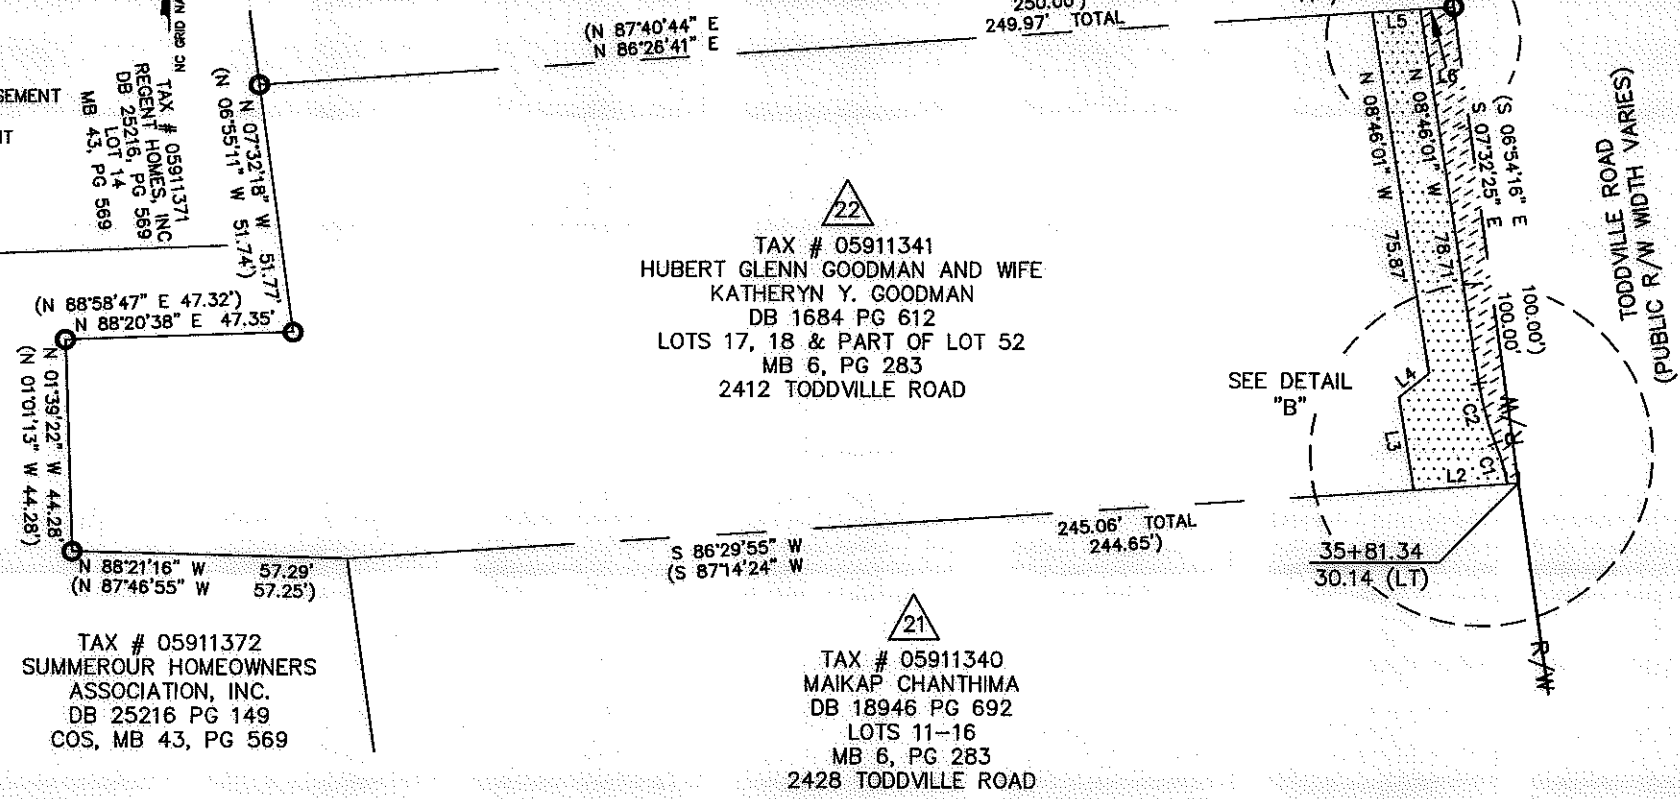 250.00')
(N 87°40'44" E
N 86°26'41" E
249.97' TOTAL
NC GRID
SEMENT
TAX # 05911371
REGENT HOMES, INC
DB 25216, PG 569
LOT 14
MB 43, PG 569
N 07°32'18" W 51.77'
(N 06°55'11" W 51.74')
(N 88°58'47" E 47.32')
N 88°20'38" E 47.35'
N 01°39'22" W 44.28'
(N 01°01'13" W 44.28')
N 88°21'16" W 57.29'
(N 87°46'55" W 57.25')
22
TAX # 05911341
HUBERT GLENN GOODMAN AND WIFE
KATHERYN Y. GOODMAN
DB 1684 PG 612
LOTS 17, 18 & PART OF LOT 52
MB 6, PG 283
2412 TODDVILLE ROAD
L5
L6
N 08°46'01" W 75.87'
N 08°46'01" W 78.71'
(S 06°54'16" E 100.00')
S 07°32'25" E 100.00'
TODDVILLE ROAD
(PUBLIC R/W WIDTH VARIES)
SEE DETAIL
"B"
L4
L3
L2
C2
C1
R/W
S 86°29'55" W
(S 87°14'24" W
245.06' TOTAL
244.65')
35+81.34
30.14 (LT)
R/W
TAX # 05911372
SUMMEROUR HOMEOWNERS
ASSOCIATION, INC.
DB 25216 PG 149
COS, MB 43, PG 569
21
TAX # 05911340
MAIKAP CHANTHIMA
DB 18946 PG 692
LOTS 11-16
MB 6, PG 283
2428 TODDVILLE ROAD